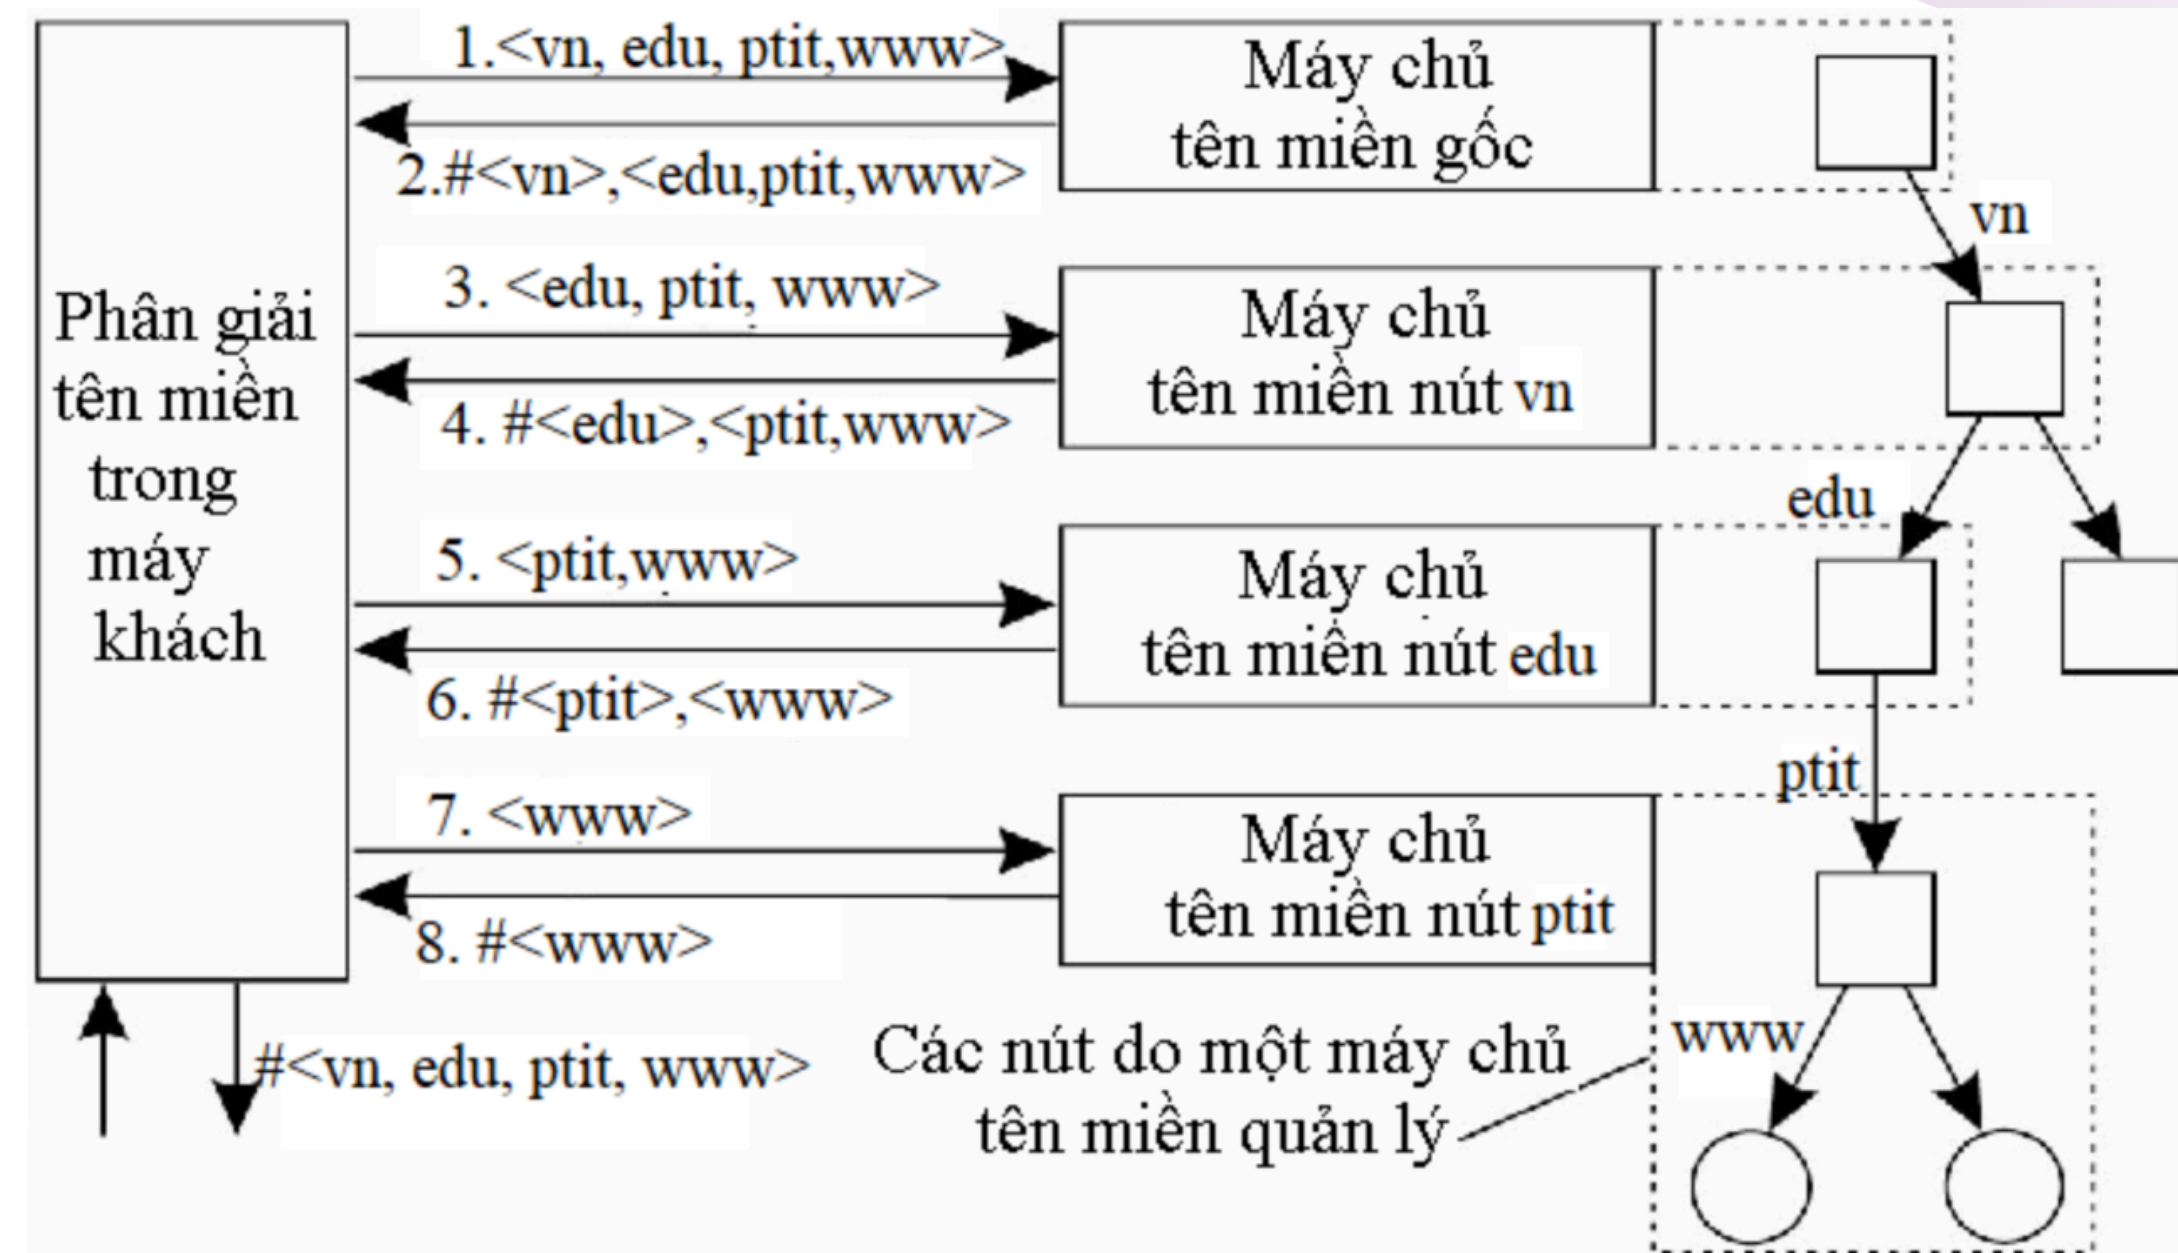 Phân giải
tên miền
trong
máy
khách
1.<vn, edu, ptit,www>
2.#<vn>,<edu,ptit,www>
3. <edu, ptit, www>
4. #<edu>,<ptit,www>
5. <ptit,www>
6. #<ptit>,<www>
7. <www>
8. #<www>
#<vn, edu, ptit, www>
Máy chủ
tên miền gốc
Máy chủ
tên miền nút vn
Máy chủ
tên miền nút edu
Máy chủ
tên miền nút ptit
Các nút do một máy chủ
tên miền quản lý
vn
edu
ptit
www